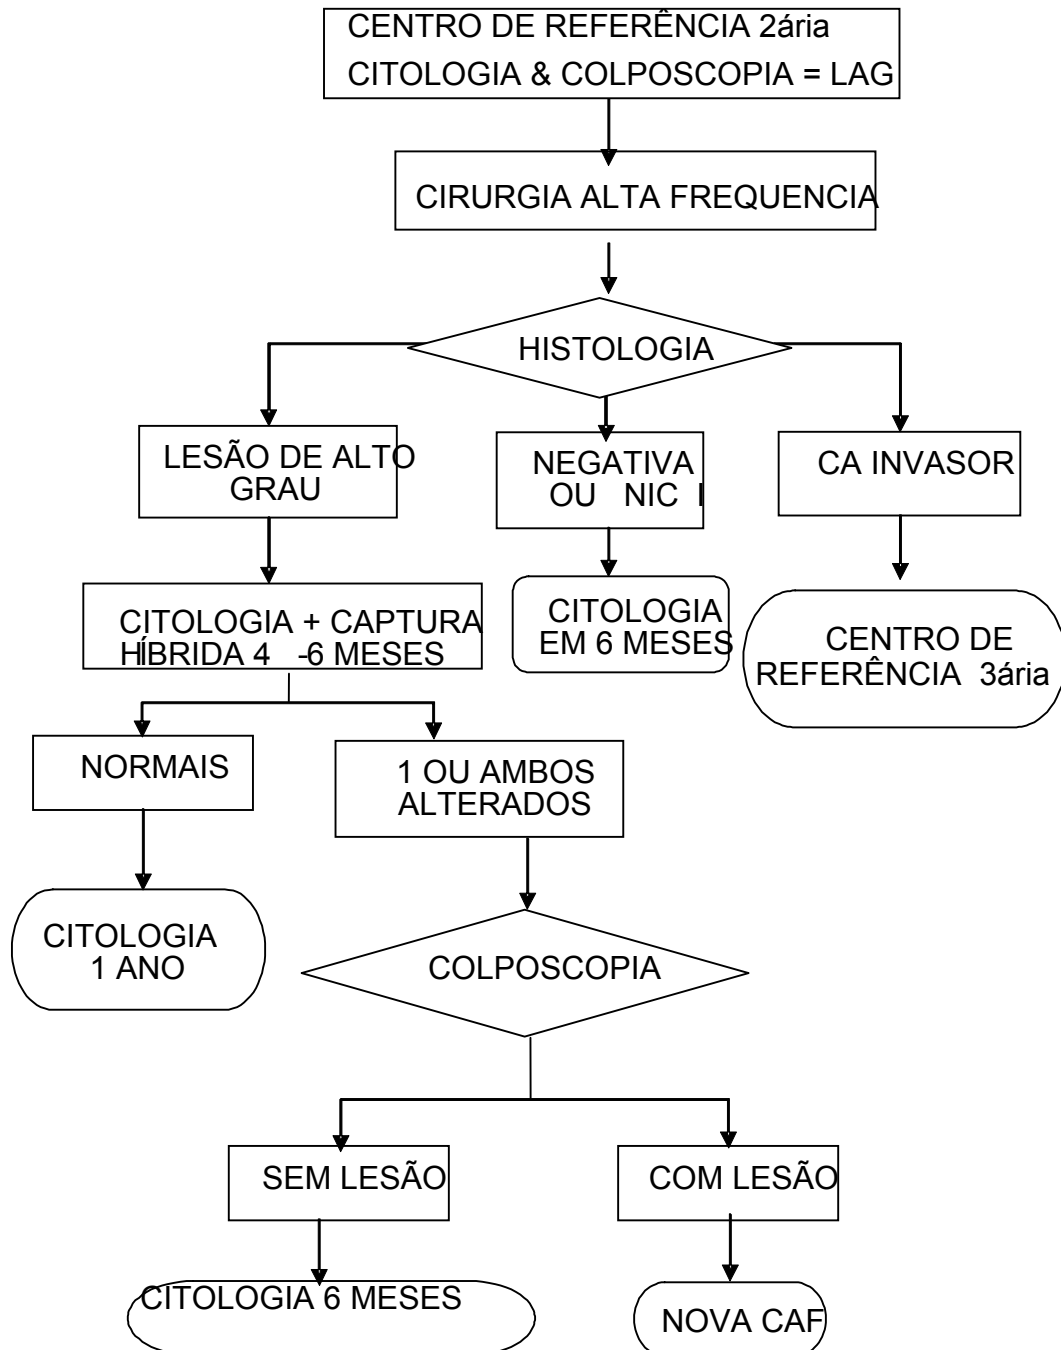 CENTRO DE REFERÊNCIA 2ária
CITOLOGIA & COLPOSCOPIA = LAG
CIRURGIA ALTA FREQUENCIA
HISTOLOGIA
LESÃO DE ALTO
GRAU
NEGATIVA
OU NIC I
CA INVASOR
CITOLOGIA + CAPTURA
HÍBRIDA 4 -6 MESES
CITOLOGIA
EM 6 MESES
CENTRO DE
REFERÊNCIA 3ária
NORMAIS
1 OU AMBOS
ALTERADOS
CITOLOGIA
1 ANO
COLPOSCOPIA
SEM LESÃO
COM LESÃO
CITOLOGIA 6 MESES
NOVA CAF